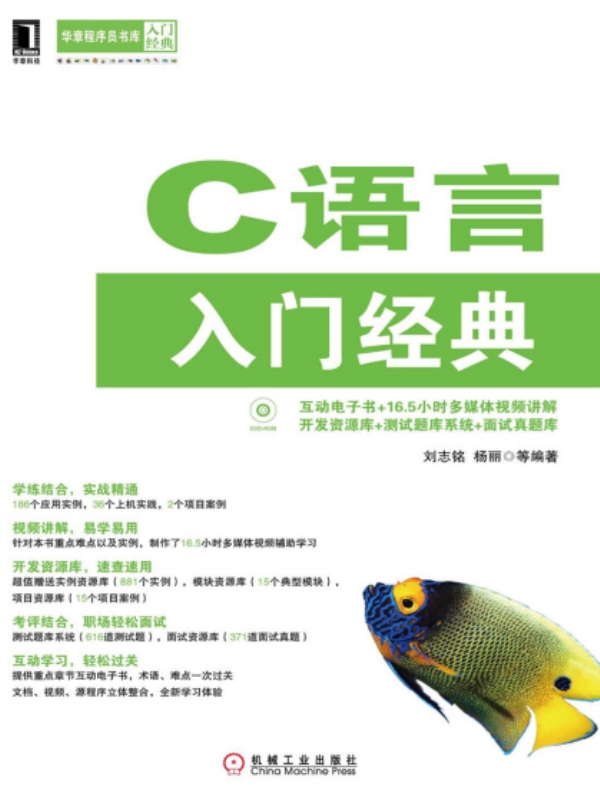 华章科技
华章程序员书库
入门
经典
C语言
入门经典
DVD-ROM
互动电子书+16.5小时多媒体视频讲解
开发资源库+测试题库系统+面试真题库
刘志铭 杨丽◎等编著
学练结合,实战精通
186个应用实例,36个上机实践,2个项目案例
视频讲解,易学易用
针对本书重点难点以及实例,制作了16.5小时多媒体视频辅助学习
开发资源库,速查速用
超值赠送实例资源库(881个实例),模块资源库(15个典型模块),
项目资源库(15个项目案例)
考评结合,职场轻松面试
测试题库系统(616道测试题),面试资源库(371道面试真题)
互动学习,轻松过关
提供重点章节互动电子书,术语、难点一次过关
文档、视频、源程序立体整合,全新学习体验
机械工业出版社
China Machine Press